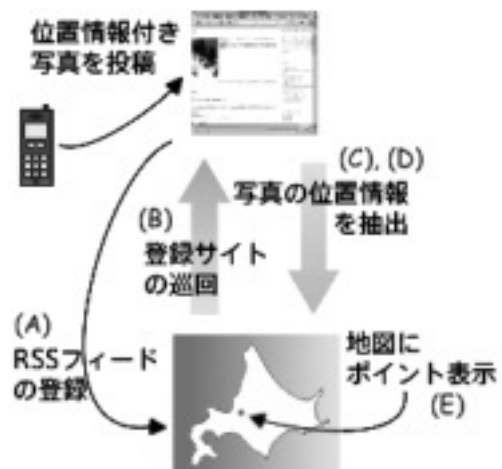 位置情報付き
写真を投稿
(C), (D)
写真の位置情報
を抽出
(B)
登録サイト
の巡回
(A)
RSSフィード
の登録
地図に
ポイント表示
(E)